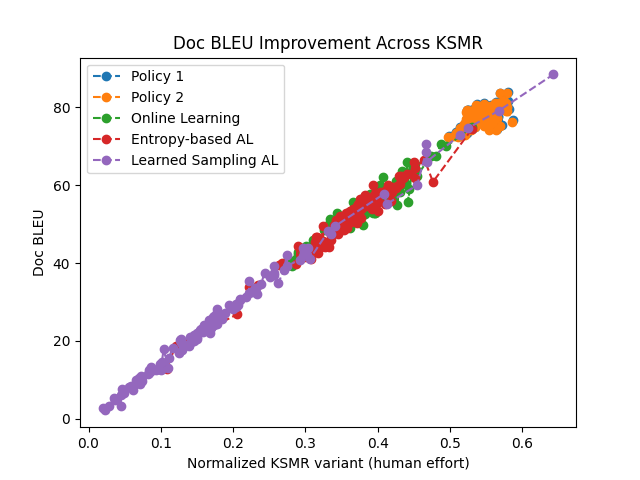 Doc BLEU Improvement Across KSMR
Policy 1
Policy 2
Online Learning
Entropy-based AL
Learned Sampling AL
Doc BLEU
80
60
40
20
0
0.0 0.1 0.2 0.3 0.4 0.5 0.6
Normalized KSMR variant (human effort)